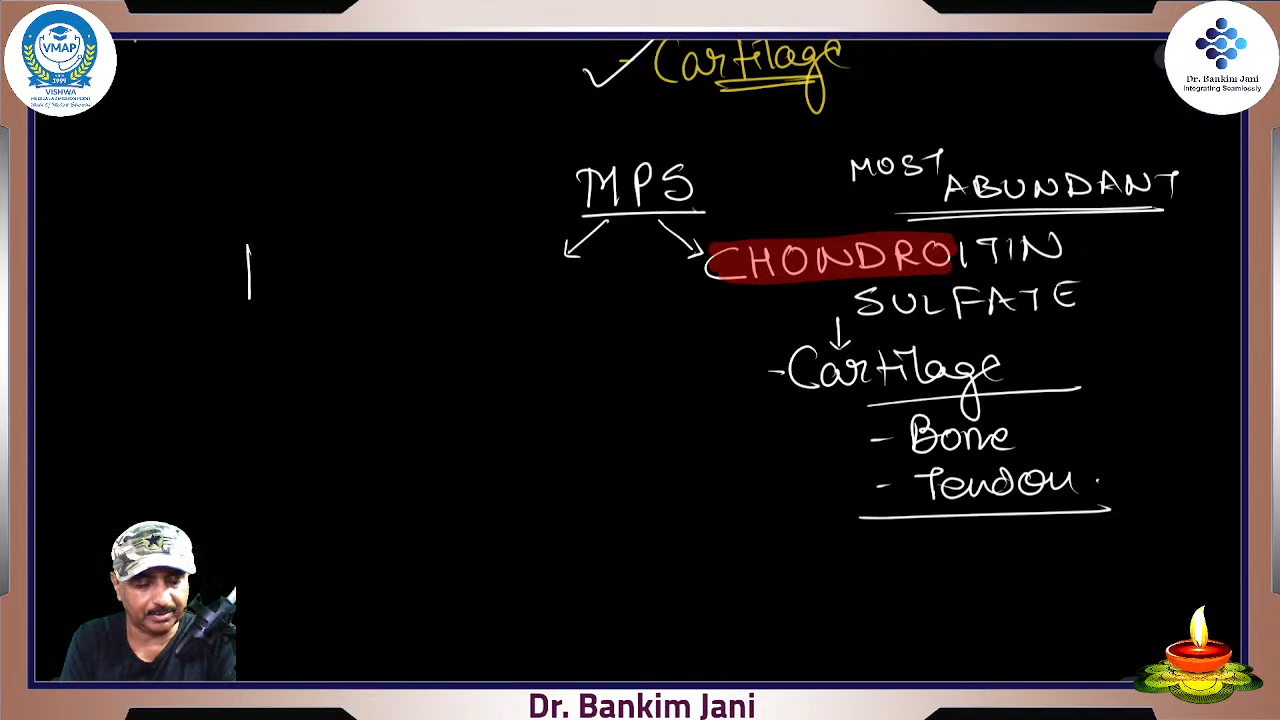 VMAP
VISHWA
Dr. Bankim Jani
Integrating Seamlessly
Cartilage
MPS
MOST
ABUNDANT
CHONDROITIN
SULFATE
- Cartilage
- Bone
- Tendon
Dr. Bankim Jani